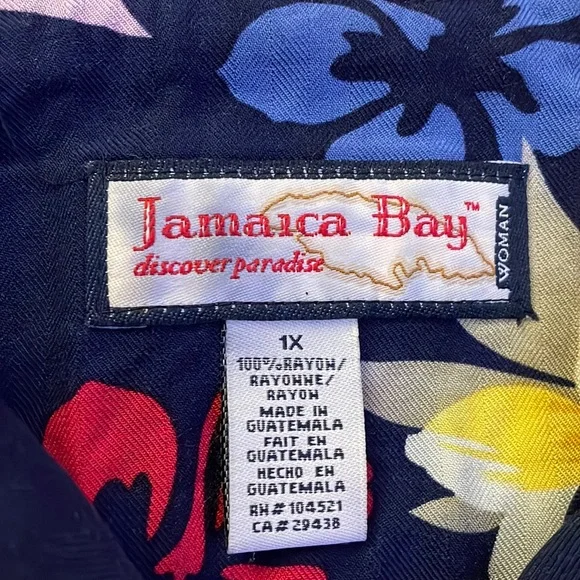 Jamaica Bay™
discover paradise
WOMAN
1X
100%RAYON/
RAYONNE/
RAYON
MADE IN
GUATEMALA
FAIT EN
GUATEMALA
HECHO EN
GUATEMALA
RN#104521
CA#29438